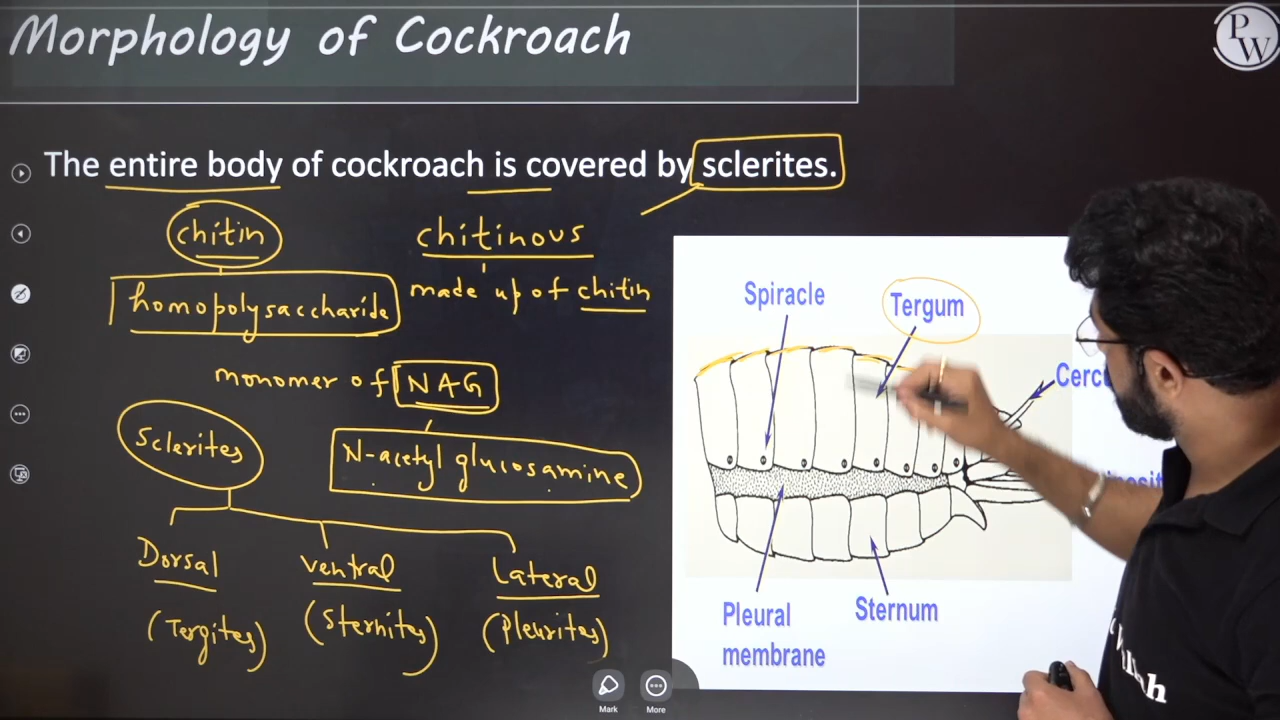 Morphology of Cockroach
PW
The entire body of cockroach is covered by sclerites.
chitin
chitinous
homopolysaccharide
made up of chitin
monomer of NAG
Sclerites
N-acetyl glucosamine
Dorsal
ventral
Lateral
(Tergites)
(Sternites)
(Pleurites)
Spiracle
Tergum
Pleural
membrane
Sternum
Mark
More